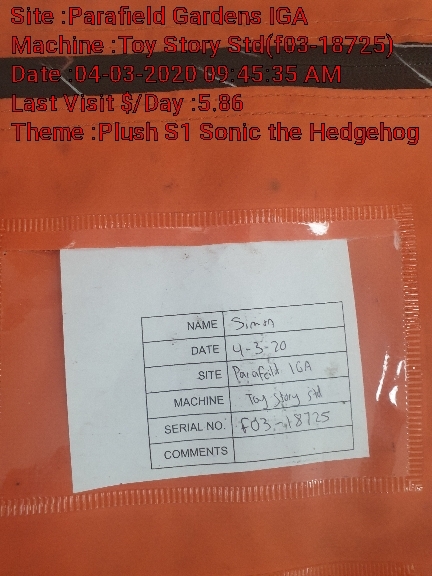 Site :Parafield Gardens IGA
Machine :Toy Story Std(f03-18725)
Date :04-03-2020 09:45:35 AM
Last Visit $/Day :5.86
Theme :Plush S1 Sonic the Hedgehog
NAME Simon
DATE 4-3-20
SITE Parafield IGA
MACHINE Toy Story Std
SERIAL NO: f03-18725
COMMENTS